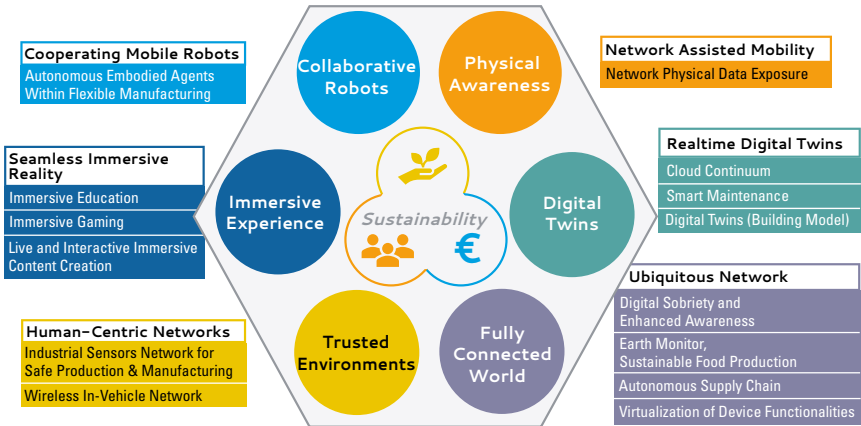 Cooperating Mobile Robots
Autonomous Embodied Agents
Within Flexible Manufacturing
Seamless Immersive
Reality
Immersive Education
Immersive Gaming
Live and Interactive Immersive
Content Creation
Human-Centric Networks
Industrial Sensors Network for
Safe Production & Manufacturing
Wireless In-Vehicle Network
Collaborative
Robots
Physical
Awareness
Immersive
Experience
Sustainability
€
Digital
Twins
Trusted
Environments
Fully
Connected
World
Network Assisted Mobility
Network Physical Data Exposure
Realtime Digital Twins
Cloud Continuum
Smart Maintenance
Digital Twins (Building Model)
Ubiquitous Network
Digital Sobriety and
Enhanced Awareness
Earth Monitor,
Sustainable Food Production
Autonomous Supply Chain
Virtualization of Device Functionalities